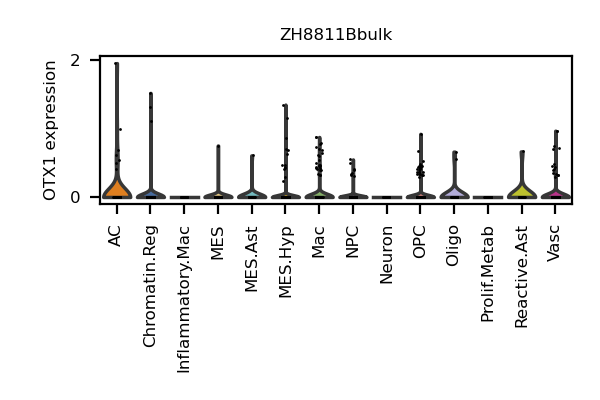 ZH8811Bbulk
OTX1 expression
2
0
AC
Chromatin.Reg
Inflammatory.Mac
MES
MES.Ast
MES.Hyp
Mac
NPC
Neuron
OPC
Oligo
Prolif.Metab
Reactive.Ast
Vasc